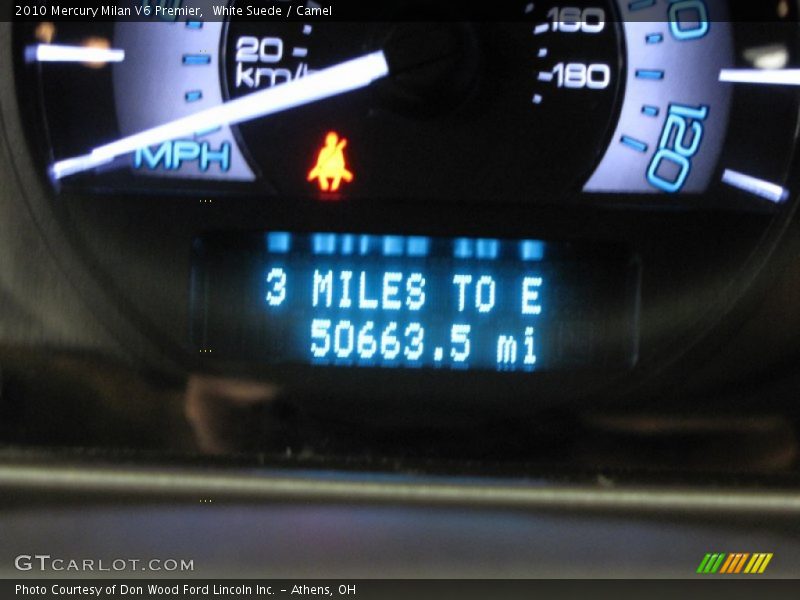 2010 Mercury Milan V6 Premier,  White Suede / Camel
20
km/h
160
180
MPH
120
0
3 MILES TO E
50663.5 mi
GTCARLOT.COM
Photo Courtesy of Don Wood Ford Lincoln Inc. - Athens, OH